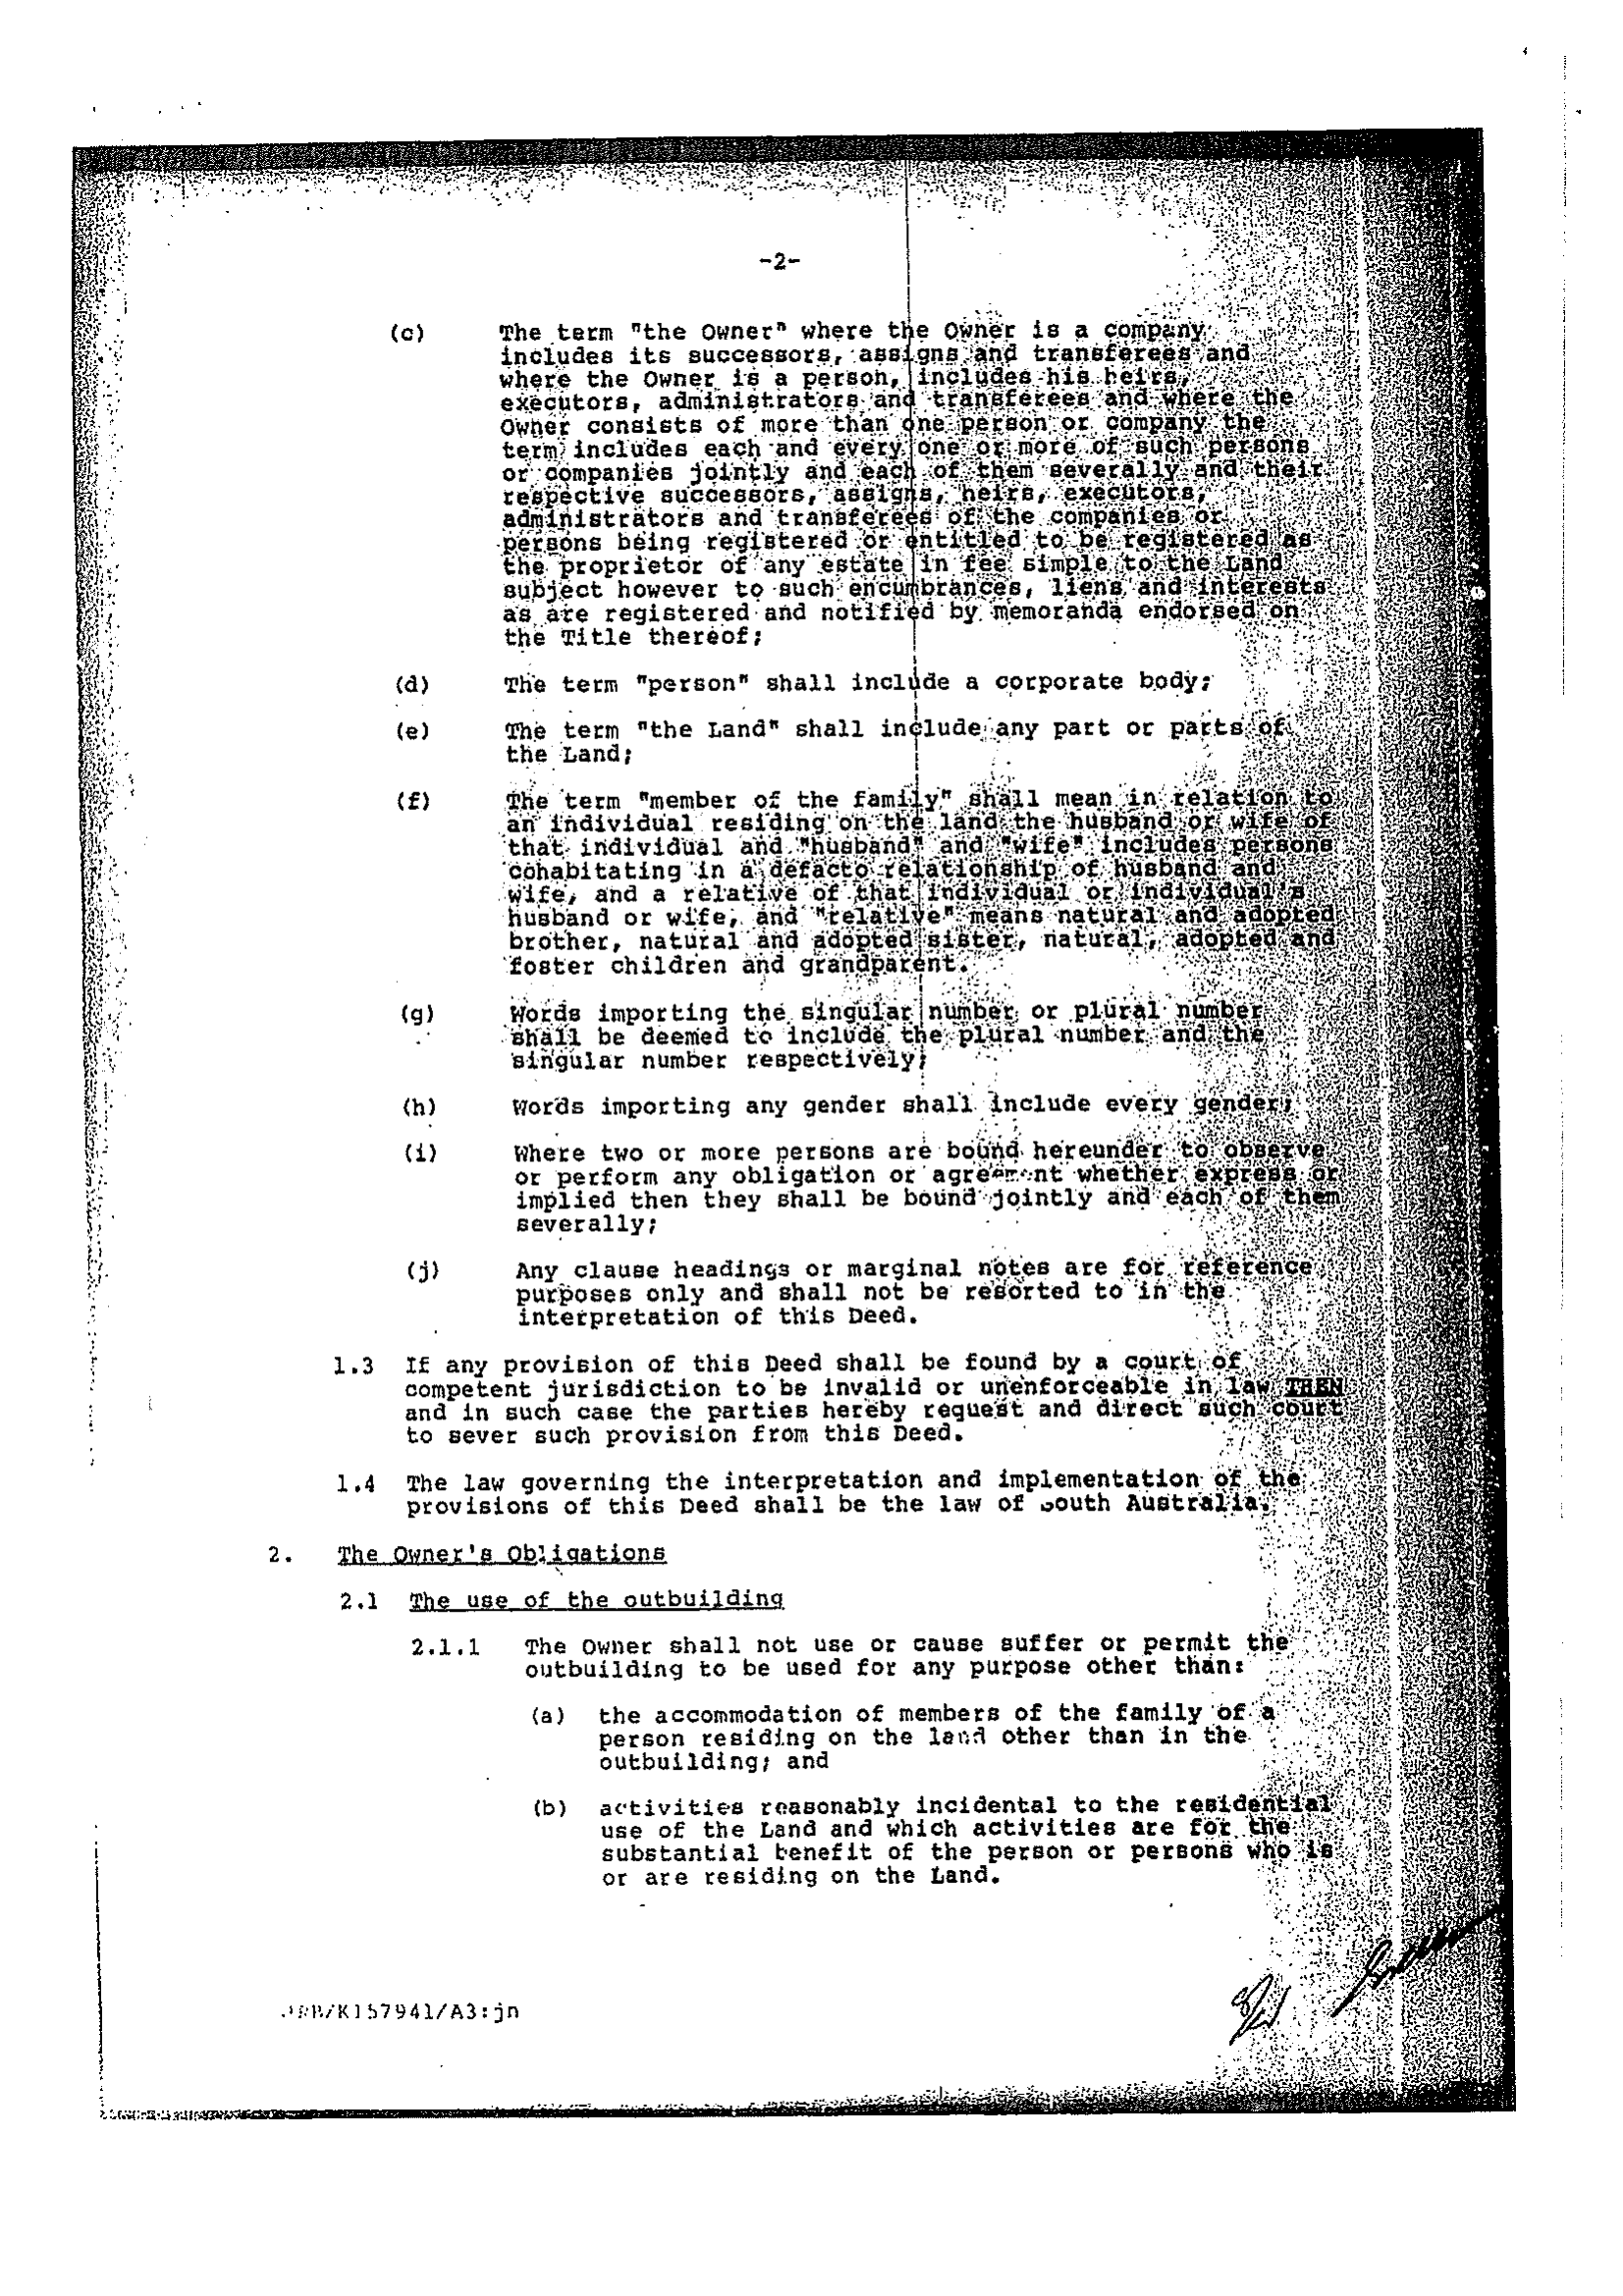 -2-
(c) The term "the Owner" where the Owner is a company
includes its successors, assigns and transferees and
where the Owner is a person, includes his heirs,
executors, administrators and transferees and where the
Owner consists of more than one person or company the
term includes each and every one or more of such persons
or companies jointly and each of them severally and their
respective successors, assigns, heirs, executors,
administrators and transferees of the companies or
persons being registered or entitled to be registered as
the proprietor of any estate in fee simple to the Land
subject however to such encumbrances, liens and interests
as are registered and notified by memoranda endorsed on
the Title thereof;
(d) The term "person" shall include a corporate body;
(e) The term "the Land" shall include any part or parts of
the Land;
(f) The term "member of the family" shall mean in relation to
an individual residing on the land the husband or wife of
that individual and "husband" and "wife" includes persons
cohabitating in a defacto relationship of husband and
wife, and a relative of that individual or individual's
husband or wife, and "relative" means natural and adopted
brother, natural and adopted sister, natural, adopted and
foster children and grandparent.
(g) Words importing the singular number or plural number
shall be deemed to include the plural number and the
singular number respectively;
(h) Words importing any gender shall include every gender;
(i) Where two or more persons are bound hereunder to observe
or perform any obligation or agreement whether express or
implied then they shall be bound jointly and each of them
severally;
(j) Any clause headings or marginal notes are for reference
purposes only and shall not be resorted to in the
interpretation of this Deed.
1.3 If any provision of this Deed shall be found by a court of
competent jurisdiction to be invalid or unenforceable in law THEN
and in such case the parties hereby request and direct such court
to sever such provision from this Deed.
1.4 The law governing the interpretation and implementation of the
provisions of this Deed shall be the law of South Australia.
2. The Owner's Obligations
2.1 The use of the outbuilding
2.1.1 The Owner shall not use or cause suffer or permit the
outbuilding to be used for any purpose other than:
(a) the accommodation of members of the family of a
person residing on the land other than in the
outbuilding; and
(b) activities reasonably incidental to the residential
use of the Land and which activities are for the
substantial benefit of the person or persons who is
or are residing on the Land.
/K157941/A3:jn